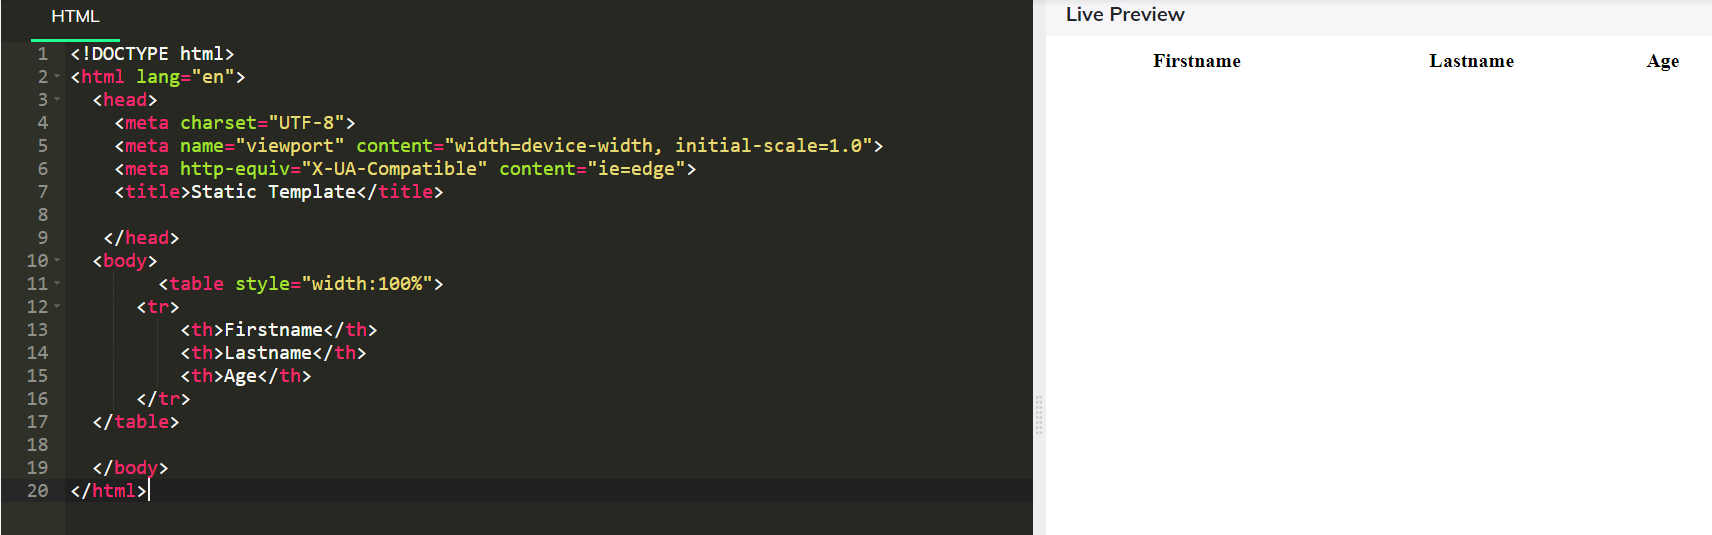 HTML
1 <!DOCTYPE html>
2 <html lang="en">
3 <head>
4 <meta charset="UTF-8">
5 <meta name="viewport" content="width=device-width, initial-scale=1.0">
6 <meta http-equiv="X-UA-Compatible" content="ie=edge">
7 <title>Static Template</title>
8
9 </head>
10 <body>
11 <table style="width:100%">
12 <tr>
13 <th>Firstname</th>
14 <th>Lastname</th>
15 <th>Age</th>
16 </tr>
17 </table>
18
19 </body>
20 </html>
Live Preview
Firstname Lastname Age